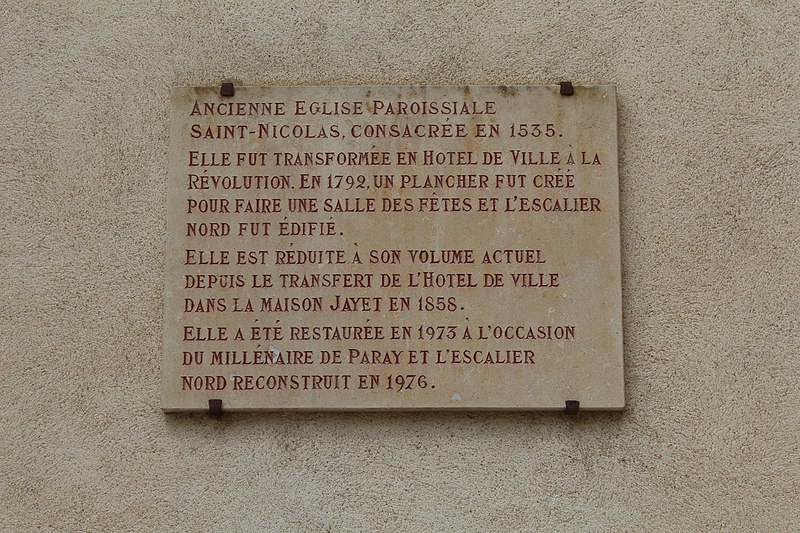 ANCIENNE EGLISE PAROISSIALE
SAINT-NICOLAS, CONSACRÉE EN 1535.
ELLE FUT TRANSFORMÉE EN HOTEL DE VILLE À LA
RÉVOLUTION. EN 1792, UN PLANCHER FUT CRÉÉ
POUR FAIRE UNE SALLE DES FÊTES ET L'ESCALIER
NORD FUT ÉDIFIÉ.
ELLE EST RÉDUITE À SON VOLUME ACTUEL
DEPUIS LE TRANSFERT DE L'HOTEL DE VILLE
DANS LA MAISON JAYET EN 1858.
ELLE A ÉTÉ RESTAURÉE EN 1973 À L'OCCASION
DU MILLÉNAIRE DE PARAY ET L'ESCALIER
NORD RECONSTRUIT EN 1976.